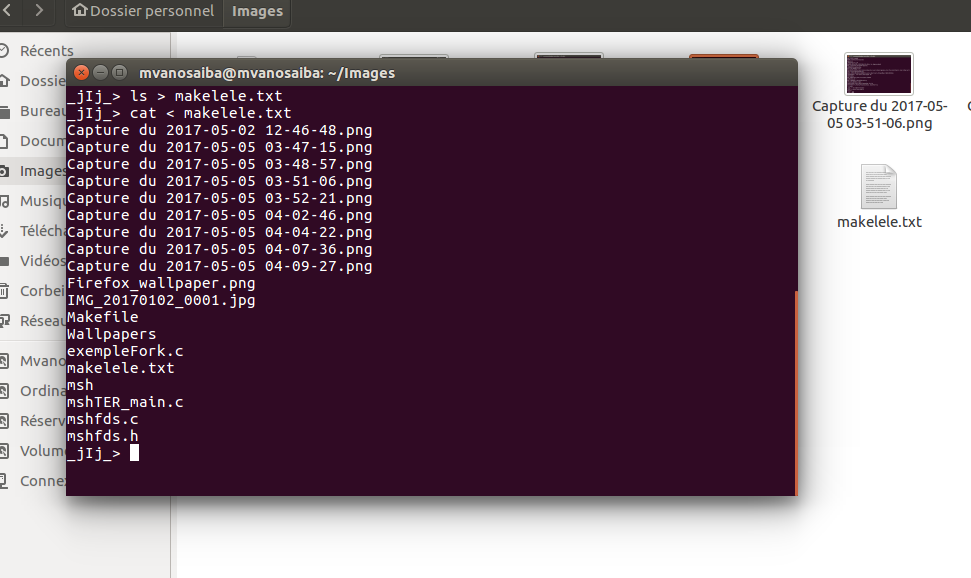 Dossier personnel Images
Récents
Dossie
Bureau
Docum
Images
Musiqu
Télécha
Vidéos
Corbei
Réseau
Mvano
Ordina
Réserv
Volum
Connex
mvanosaiba@mvanosaiba: ~/Images
_jIj_> ls > makelele.txt
_jIj_> cat < makelele.txt
Capture du 2017-05-02 12-46-48.png
Capture du 2017-05-05 03-47-15.png
Capture du 2017-05-05 03-48-57.png
Capture du 2017-05-05 03-51-06.png
Capture du 2017-05-05 03-52-21.png
Capture du 2017-05-05 04-02-46.png
Capture du 2017-05-05 04-04-22.png
Capture du 2017-05-05 04-07-36.png
Capture du 2017-05-05 04-09-27.png
Firefox_wallpaper.png
IMG_20170102_0001.jpg
Makefile
Wallpapers
exempleFork.c
makelele.txt
msh
mshTER_main.c
mshfds.c
mshfds.h
_jIj_>
Capture du 2017-05-
05 03-51-06.png
makelele.txt